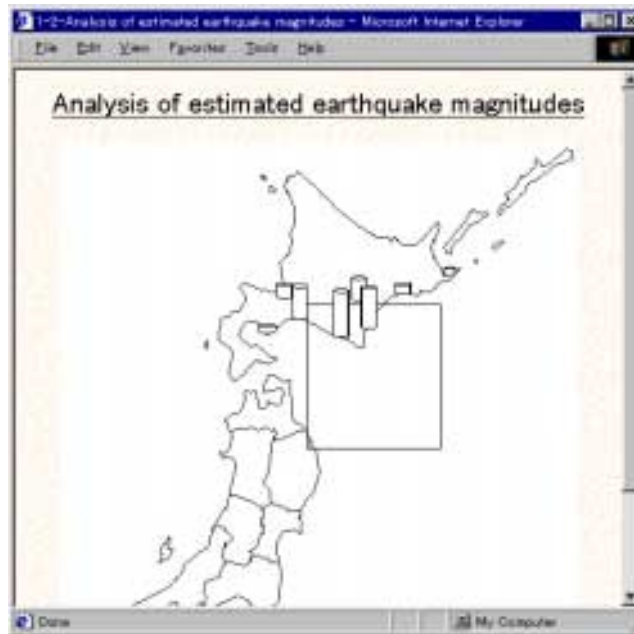 1-2-Analysis of estimated earthquake magnitudes - Microsoft Internet Explorer
File Edit View Favorites Tools Help
Analysis of estimated earthquake magnitudes
Done
My Computer